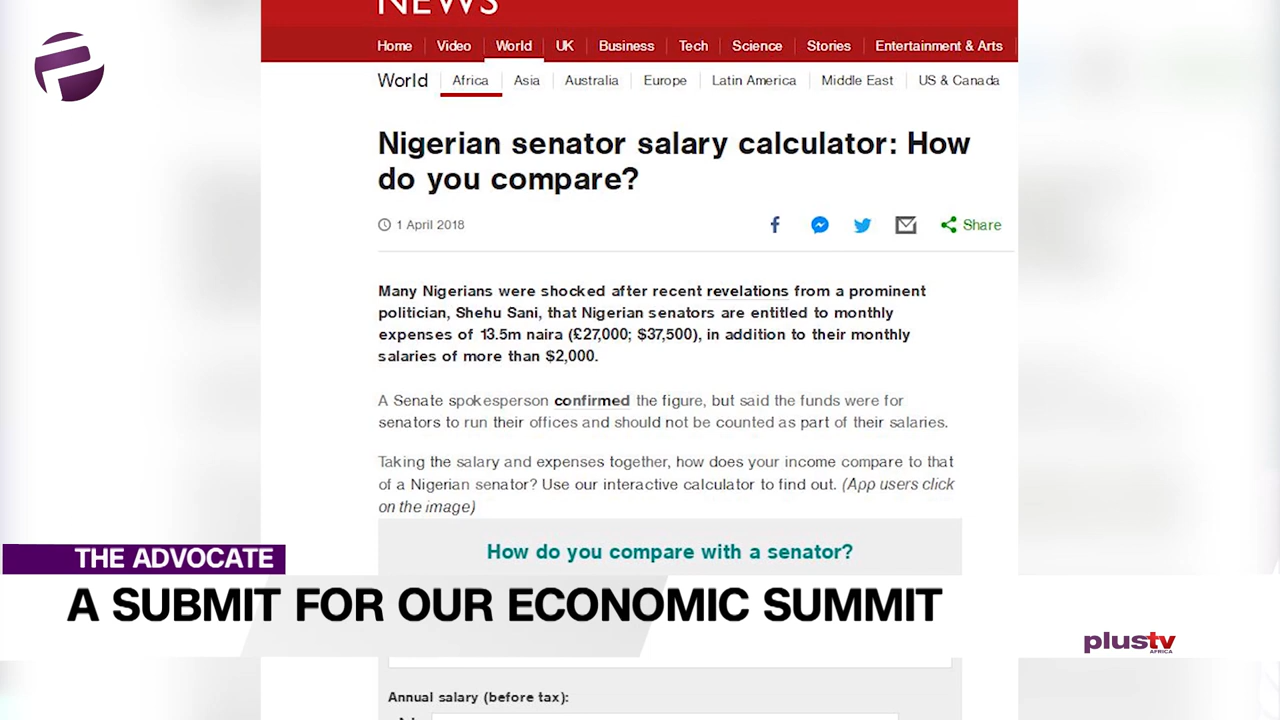 NEWS
Home Video World UK Business Tech Science Stories Entertainment & Arts
World Africa Asia Australia Europe Latin America Middle East US & Canada
Nigerian senator salary calculator: How
do you compare?
1 April 2018
Share
Many Nigerians were shocked after recent revelations from a prominent
politician, Shehu Sani, that Nigerian senators are entitled to monthly
expenses of 13.5m naira (£27,000; $37,500), in addition to their monthly
salaries of more than $2,000.
A Senate spokesperson confirmed the figure, but said the funds were for
senators to run their offices and should not be counted as part of their salaries.
Taking the salary and expenses together, how does your income compare to that
of a Nigerian senator? Use our interactive calculator to find out. (App users click
on the image)
How do you compare with a senator?
THE ADVOCATE
A SUBMIT FOR OUR ECONOMIC SUMMIT
plustv
AFRICA
Annual salary (before tax):